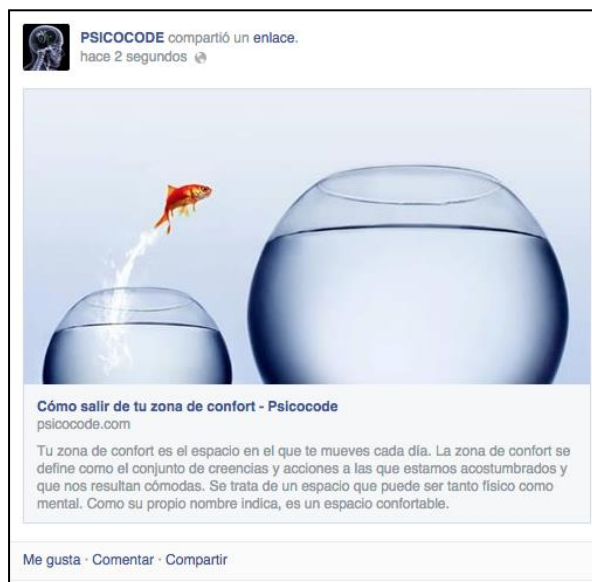 PSICOCODE compartió un enlace.
hace 2 segundos
Cómo salir de tu zona de confort - Psicocode
psicocode.com
Tu zona de confort es el espacio en el que te mueves cada día. La zona de confort se
define como el conjunto de creencias y acciones a las que estamos acostumbrados y
que nos resultan cómodas. Se trata de un espacio que puede ser tanto físico como
mental. Como su propio nombre indica, es un espacio confortable.
Me gusta · Comentar · Compartir